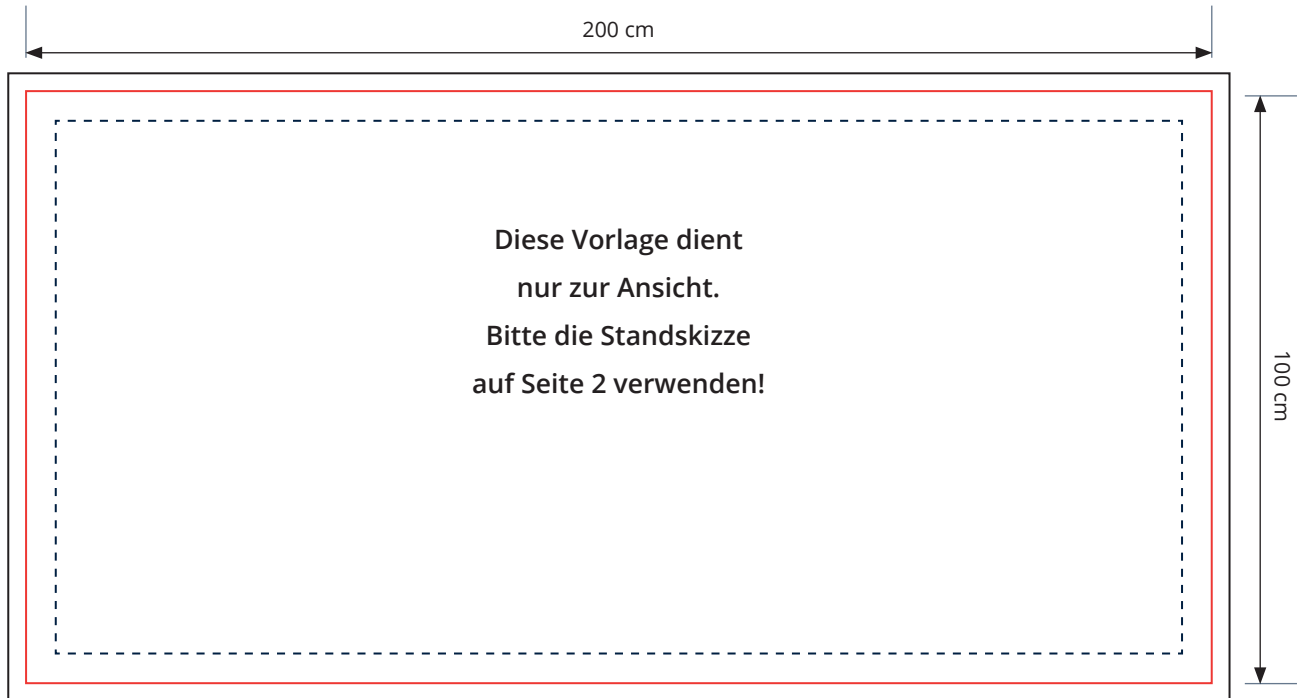 200 cm
Diese Vorlage dient
nur zur Ansicht.
Bitte die Standskizze
auf Seite 2 verwenden!
100 cm